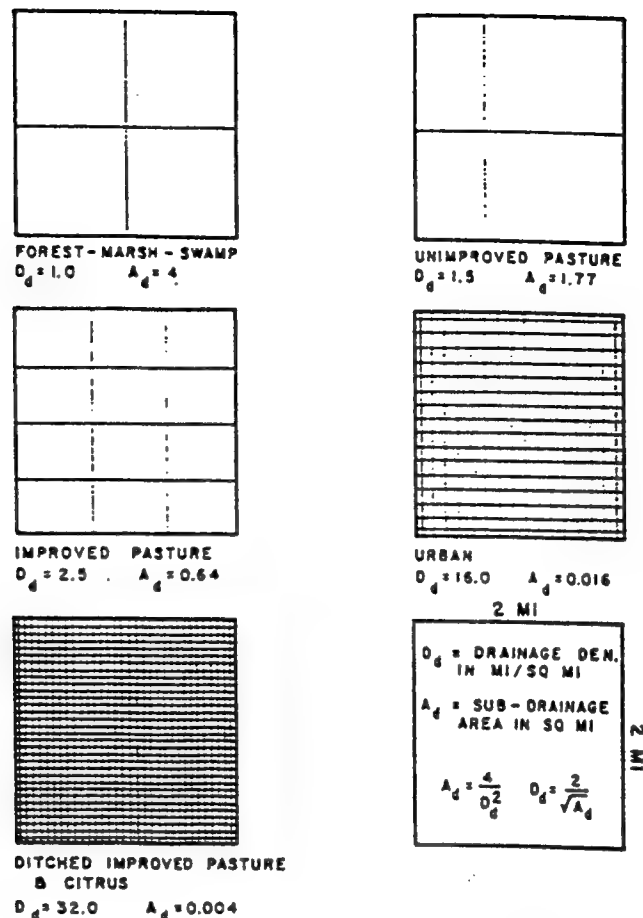 FOREST-MARSH-SWAMP
Dd=1.0 Ad=4
UNIMPROVED PASTURE
Dd=1.5 Ad=1.77
IMPROVED PASTURE
Dd=2.5 Ad=0.64
URBAN
Dd=16.0 Ad=0.016
2 MI
Dd = DRAINAGE DEN.
IN MI/SQ MI
Ad = SUB-DRAINAGE
AREA IN SQ MI
Ad = 4/Dd² Dd = 2/√Ad
2 MI
DITCHED IMPROVED PASTURE
& CITRUS
Dd=32.0 Ad=0.004